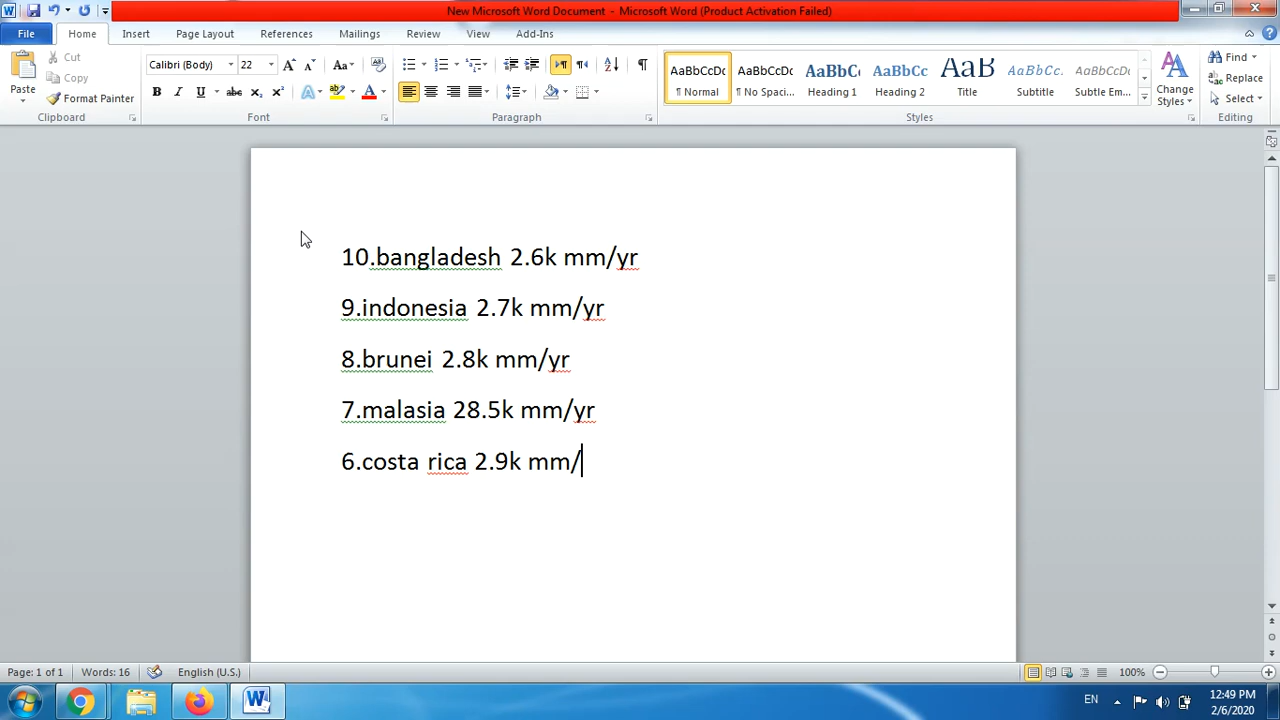 New Microsoft Word Document - Microsoft Word (Product Activation Failed)
File Home Insert Page Layout References Mailings Review View Add-Ins
Cut
Copy
Format Painter
Paste
Clipboard
Calibri (Body) 22
Font
Paragraph
AaBbCcDc AaBbCcDc AaBbC AaBbCc AaB AaBbCc. AaBbCcDc
¶ Normal ¶ No Spaci... Heading 1 Heading 2 Title Subtitle Subtle Em...
Change Styles
Styles
Find
Replace
Select
Editing
10.bangladesh 2.6k mm/yr
9.indonesia 2.7k mm/yr
8.brunei 2.8k mm/yr
7.malasia 28.5k mm/yr
6.costa rica 2.9k mm/
Page: 1 of 1 Words: 16 English (U.S.) 100%
EN 12:49 PM
2/6/2020